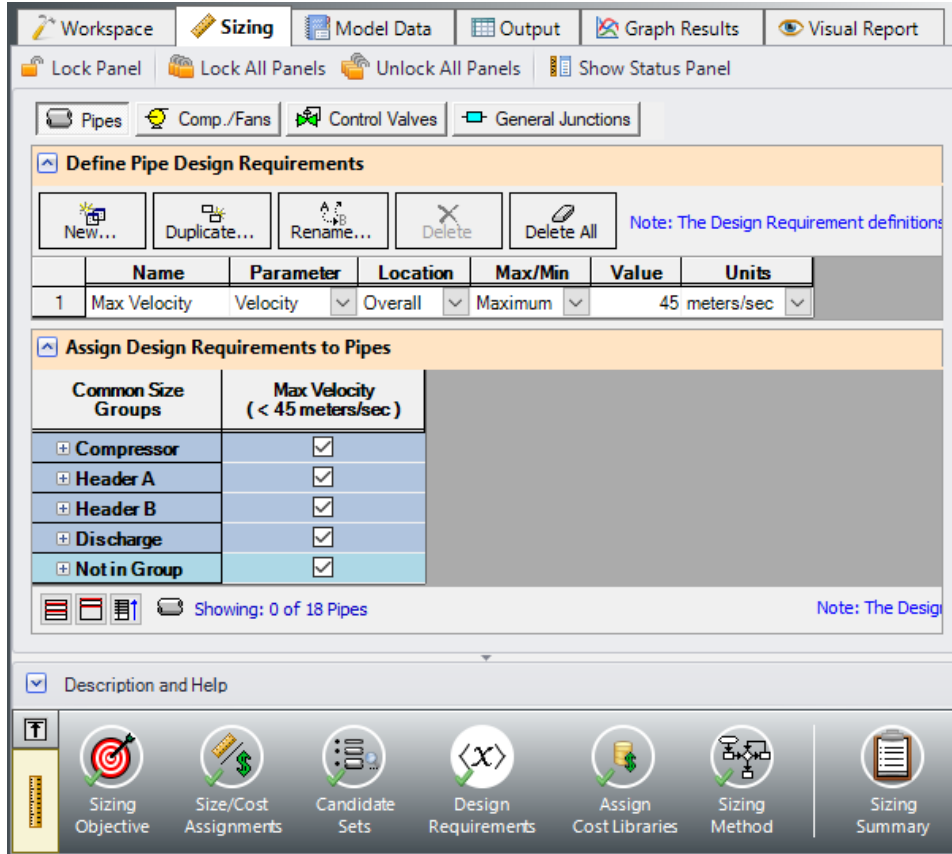 Workspace Sizing Model Data Output Graph Results Visual Report
Lock Panel Lock All Panels Unlock All Panels Show Status Panel
Pipes Comp./Fans Control Valves General Junctions
Define Pipe Design Requirements
New... Duplicate... Rename... Delete Delete All Note: The Design Requirement definitions
Name Parameter Location Max/Min Value Units
1 Max Velocity Velocity Overall Maximum 45 meters/sec
Assign Design Requirements to Pipes
Common Size Groups
Max Velocity ( < 45 meters/sec )
Compressor
Header A
Header B
Discharge
Not in Group
Showing: 0 of 18 Pipes Note: The Desig
Description and Help
Sizing Objective
Size/Cost Assignments
Candidate Sets
Design Requirements
Assign Cost Libraries
Sizing Method
Sizing Summary